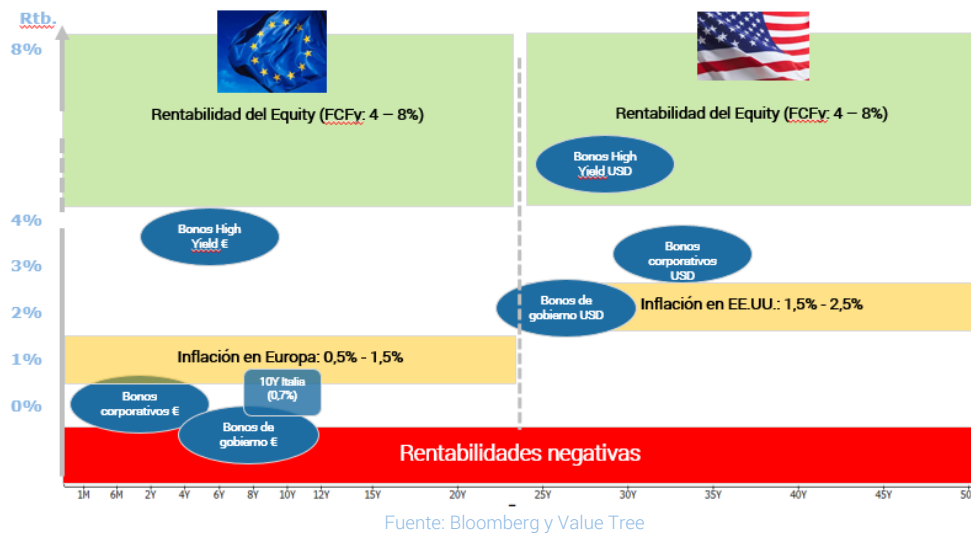 Rtb.
8%
4%
3%
2%
1%
0%
Rentabilidad del Equity (FCFy: 4 – 8%)
Rentabilidad del Equity (FCFy: 4 – 8%)
Bonos High
Yield USD
Bonos High
Yield €
Bonos
corporativos
USD
Bonos de
gobierno USD
Inflación en EE.UU.: 1,5% - 2,5%
Inflación en Europa: 0,5% - 1,5%
10Y Italia
(0,7%)
Bonos
corporativos €
Bonos de
gobierno €
Rentabilidades negativas
1M 6M 2Y 4Y 6Y 8Y 10Y 12Y 15Y 20Y 25Y 30Y 35Y 40Y 45Y 50
Fuente: Bloomberg y Value Tree